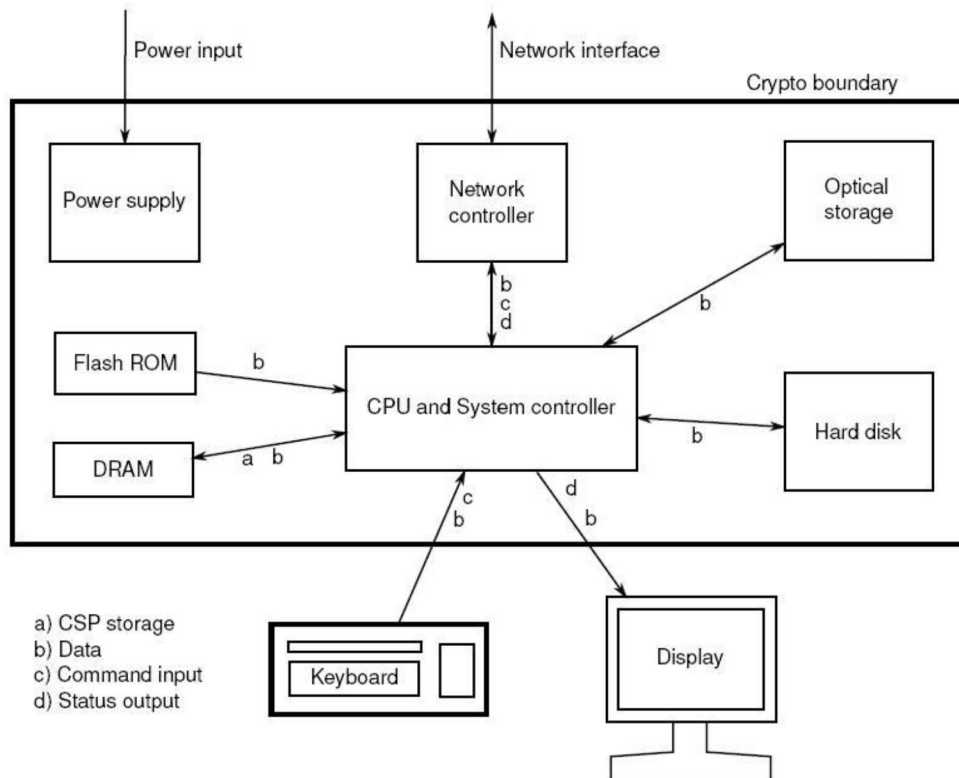 Power input
Network interface
Crypto boundary
Power supply
Network
controller
Optical
storage
b
c
d
b
Flash ROM
b
CPU and System controller
b
Hard disk
DRAM
a b
c
b
d
b
a) CSP storage
b) Data
c) Command input
d) Status output
Keyboard
Display